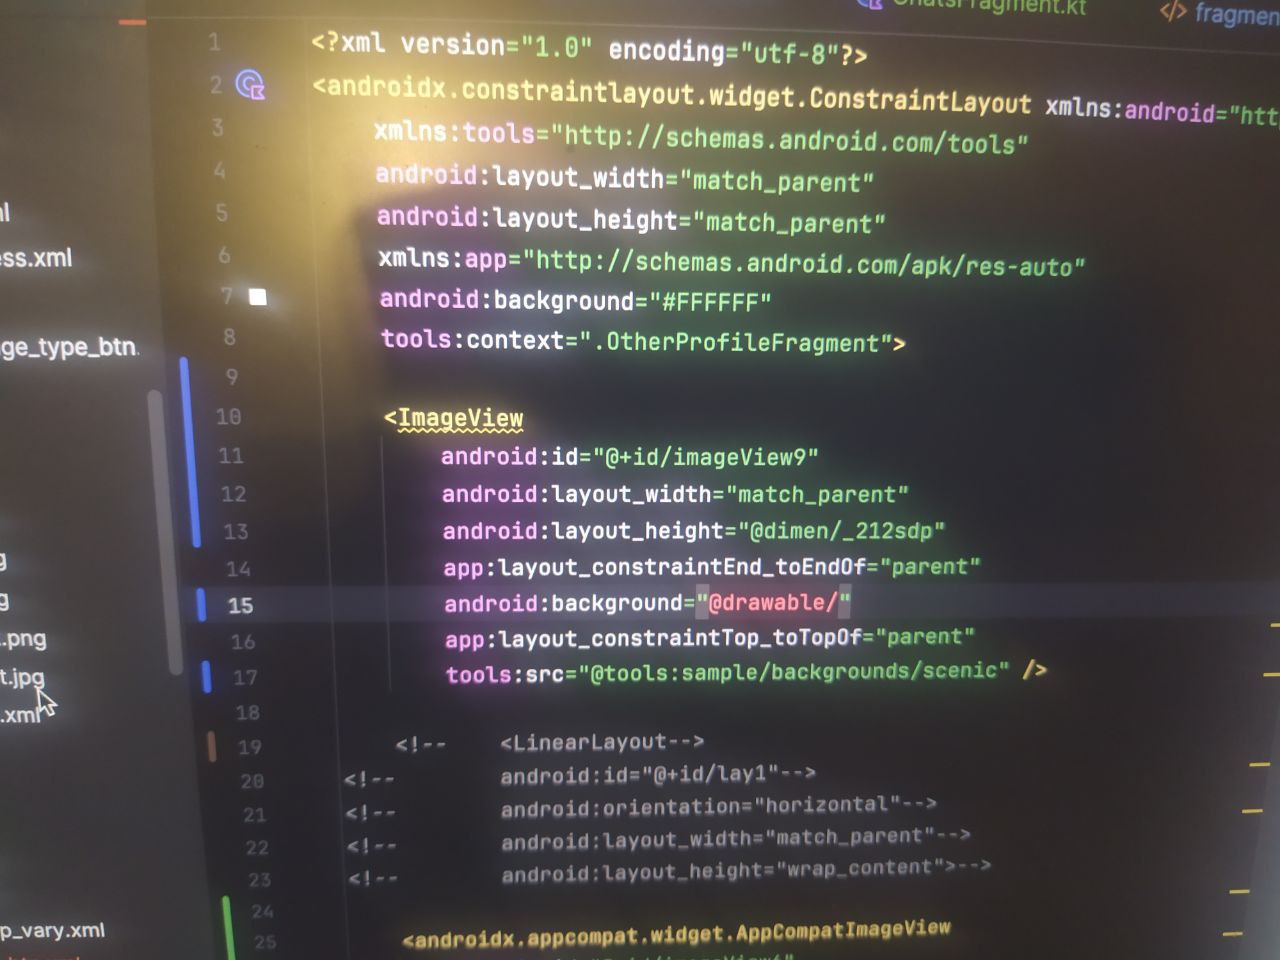 ChatsFragment.kt
</> fragmen
1 <?xml version="1.0" encoding="utf-8"?>
2 <androidx.constraintlayout.widget.ConstraintLayout xmlns:android="htt
3 xmlns:tools="http://schemas.android.com/tools"
4 android:layout_width="match_parent"
5 android:layout_height="match_parent"
6 xmlns:app="http://schemas.android.com/apk/res-auto"
7 android:background="#FFFFFF"
8 tools:context=".OtherProfileFragment">
9
10 <ImageView
11 android:id="@+id/imageView9"
12 android:layout_width="match_parent"
13 android:layout_height="@dimen/_212sdp"
14 app:layout_constraintEnd_toEndOf="parent"
15 android:background="@drawable/"
16 app:layout_constraintTop_toTopOf="parent"
17 tools:src="@tools:sample/backgrounds/scenic" />
18
19 <!-- <LinearLayout-->
20 <!-- android:id="@+id/lay1"-->
21 <!-- android:orientation="horizontal"-->
22 <!-- android:layout_width="match_parent"-->
23 <!-- android:layout_height="wrap_content">-->
24
25 <androidx.appcompat.widget.AppCompatImageView
ess.xml
ge_type_btn.
.png
t.jpg
.xml
p_vary.xml